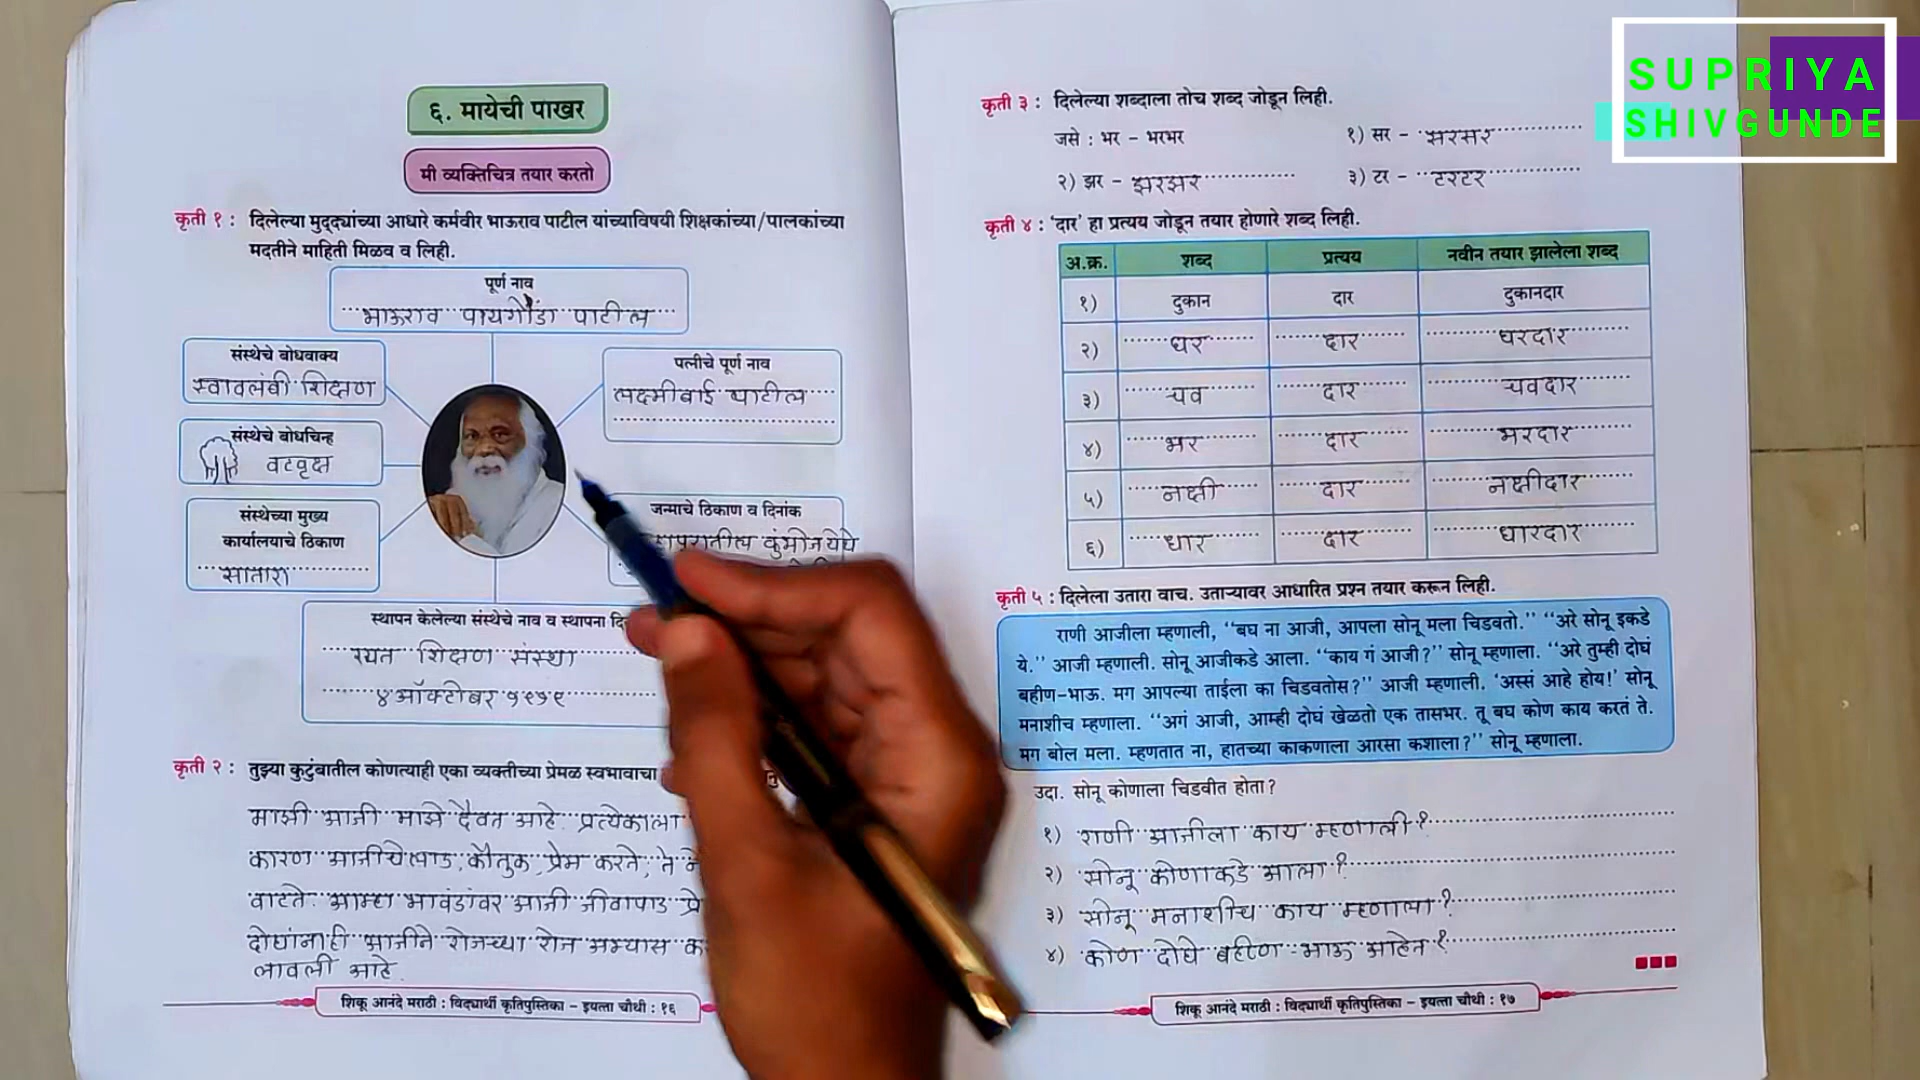 SUPRIYA
SHIVGUNDE
६. मायेची पाखर
मी व्यक्तिचित्र तयार करतो
कृती १ : दिलेल्या मुद्द्यांच्या आधारे कर्मवीर भाऊराव पाटील यांच्याविषयी शिक्षकांच्या/पालकांच्या
मदतीने माहिती मिळव व लिही.
पूर्ण नाव
भाऊराव पायगौंडा पाटील
संस्थेचे बोधवाक्य
स्वावलंबी शिक्षण
पत्नीचे पूर्ण नाव
लक्ष्मीबाई पाटील
संस्थेचे बोधचिन्ह
वटवृक्ष
संस्थेच्या मुख्य
कार्यालयाचे ठिकाण
सातारा
जन्माचे ठिकाण व दिनांक
कुंभोज येथे
स्थापन केलेल्या संस्थेचे नाव व स्थापना
रयत शिक्षण संस्था
४ ऑक्टोबर १९१९
कृती २ : तुझ्या कुटुंबातील कोणत्याही एका व्यक्तीच्या प्रेमळ स्वभावाचा
माझी आजी माझे दैवत आहे. प्रत्येकाला
कारण आजीचे लाड, कौतुक, प्रेम करते, ते
वाटते. आम्हा भावंडांवर आजी जीवापाड
दोघांनाही आजीने रोजच्या रोज अभ्यास
लावली आहे.
शिकू आनंदे मराठी : विद्यार्थी कृतिपुस्तिका – इयत्ता चौथी : १६
कृती ३ : दिलेल्या शब्दाला तोच शब्द जोडून लिही.
जसे : भर – भरभर १) सर – सरसर
२) झर – झरझर ३) टर – टरटर
कृती ४ : 'दार' हा प्रत्यय जोडून तयार होणारे शब्द लिही.
अ.क्र. शब्द प्रत्यय नवीन तयार झालेला शब्द
१) दुकान दार दुकानदार
२) घर दार घरदार
३) चव दार चवदार
४) भर दार भरदार
५) नक्षी दार नक्षीदार
६) धार दार धारदार
कृती ५ : दिलेला उतारा वाच. उताऱ्यावर आधारित प्रश्न तयार करून लिही.
राणी आजीला म्हणाली, "बघ ना आजी, आपला सोनू मला चिडवतो." "अरे सोनू इकडे
ये." आजी म्हणाली. सोनू आजीकडे आला. "काय गं आजी?" सोनू म्हणाला. "अरे तुम्ही दोघं
बहीण-भाऊ. मग आपल्या ताईला का चिडवतोस?" आजी म्हणाली. 'अस्सं आहे होय!' सोनू
मनाशीच म्हणाला. "अगं आजी, आम्ही दोघं खेळतो एक तासभर. तू बघ कोण काय करतं ते.
मग बोल मला. म्हणतात ना, हातच्या काकणाला आरसा कशाला?" सोनू म्हणाला.
उदा. सोनू कोणाला चिडवीत होता?
१) राणी आजीला काय म्हणाली?
२) सोनू कोणाकडे आला?
३) सोनू मनाशीच काय म्हणाला?
४) कोण दोघे बहीण-भाऊ आहेत?
शिकू आनंदे मराठी : विद्यार्थी कृतिपुस्तिका – इयत्ता चौथी : १७